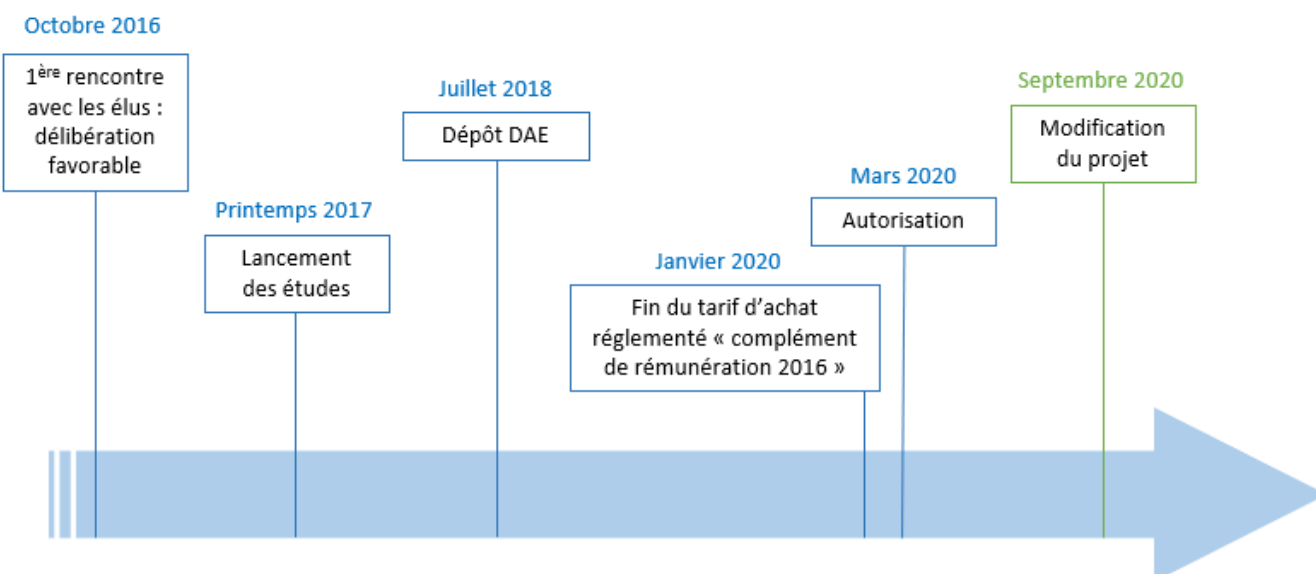 Octobre 2016
1ère rencontre
avec les élus :
délibération
favorable
Printemps 2017
Lancement
des études
Juillet 2018
Dépôt DAE
Janvier 2020
Fin du tarif d’achat
réglementé « complément
de rémunération 2016 »
Mars 2020
Autorisation
Septembre 2020
Modification
du projet